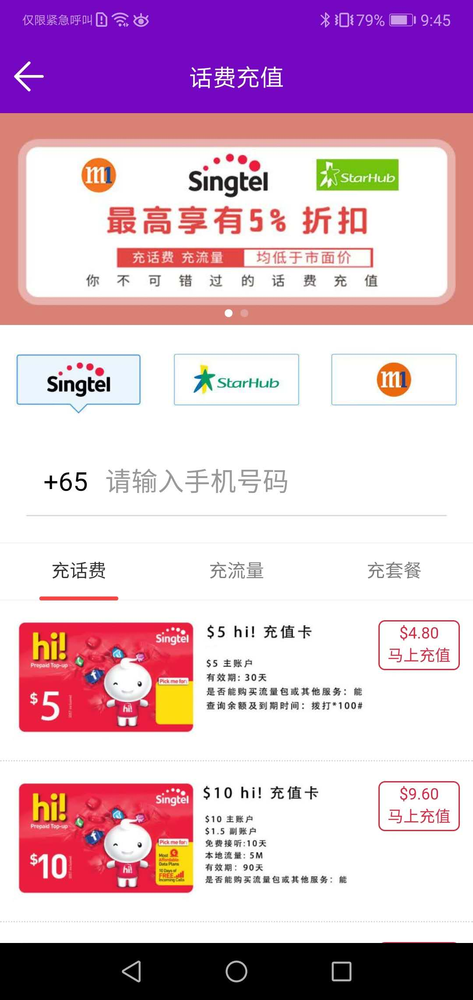 仅限紧急呼叫 79% 9:45
话费充值
m1 Singtel StarHub
最高享有5% 折扣
充话费 充流量 均低于市面价
你不可错过的话费充值
Singtel StarHub m1
+65 请输入手机号码
充话费 充流量 充套餐
hi!
Prepaid Top-up
Singtel
Pick me for:
$5
hi!
$5 hi! 充值卡
$5 主账户
有效期: 30天
是否能购买流量包或其他服务: 能
查询余额及到期时间: 拨打*100#
$4.80
马上充值
hi!
Prepaid Top-up
Singtel
Pick me for:
Most
Affordable
Data Plans
10 Days of
FREE
Incoming Calls
$10
hi!
$10 hi! 充值卡
$10 主账户
$1.5 副账户
免费接听:10天
本地流量: 5M
有效期: 90天
是否能购买流量包或其他服务: 能
$9.60
马上充值